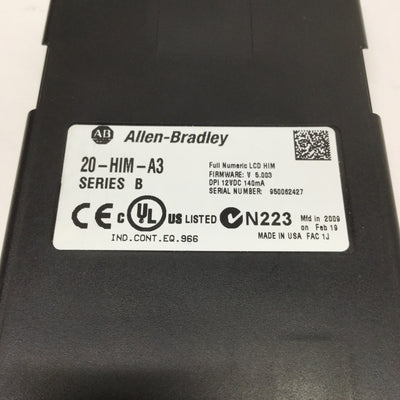 AB Allen-Bradley
20-HIM-A3
SERIES B
Full Numeric LCD HIM
FIRMWARE: V 5.003
DPI 12VDC 140mA
SERIAL NUMBER: 950062427
CE c UL US LISTED N223
IND.CONT.EQ.966
Mfd in 2009
on Feb 19
MADE IN USA FAC 1J